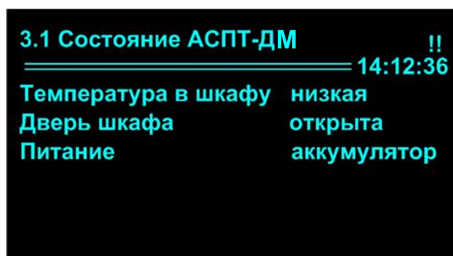 3.1 Состояние АСПТ-ДМ !!
14:12:36
Температура в шкафу низкая
Дверь шкафа открыта
Питание аккумулятор